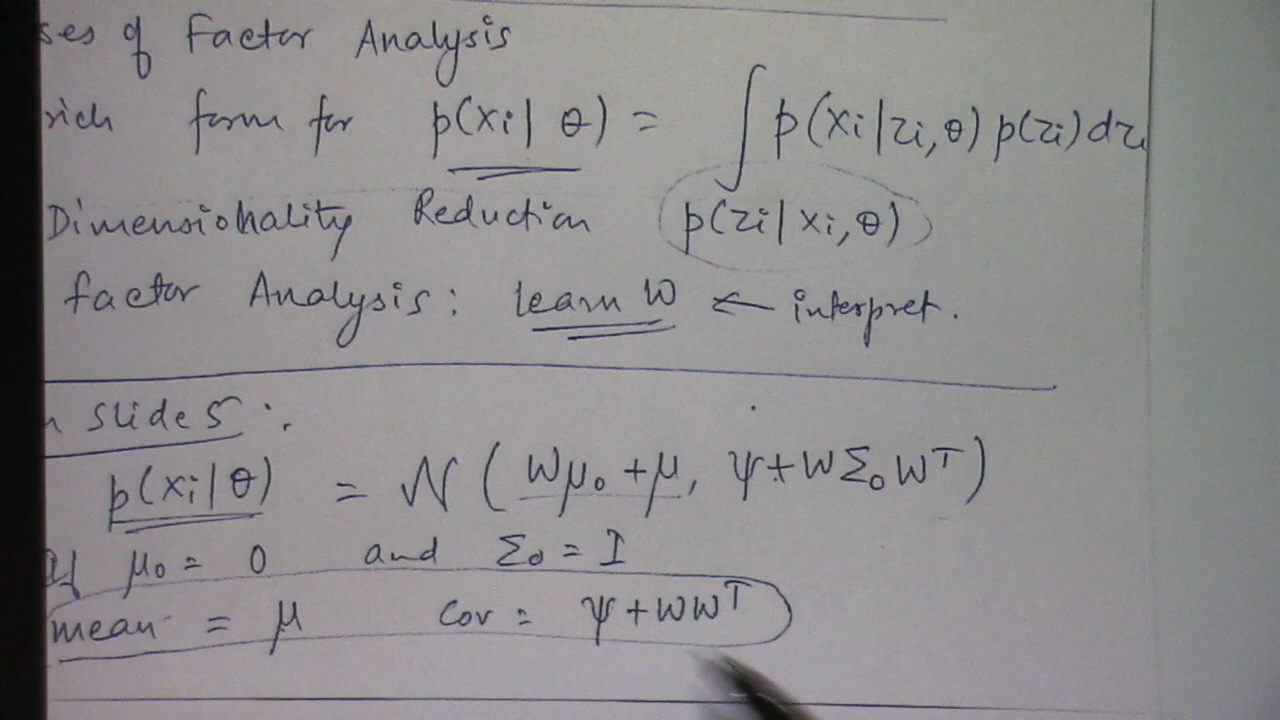 ses of Factor Analysis
rich form for p(xi | θ) = ∫ p(xi | zi, θ) p(zi) dzi
Dimensionality Reduction p(zi | xi, θ)
factor Analysis: learn W ← interpret.
n slide 5 :
p(xi | θ) = N ( Wμ₀ + μ, ψ + WΣ₀Wᵀ )
If μ₀ = 0 and Σ₀ = I
mean = μ Cov = ψ + WWᵀ